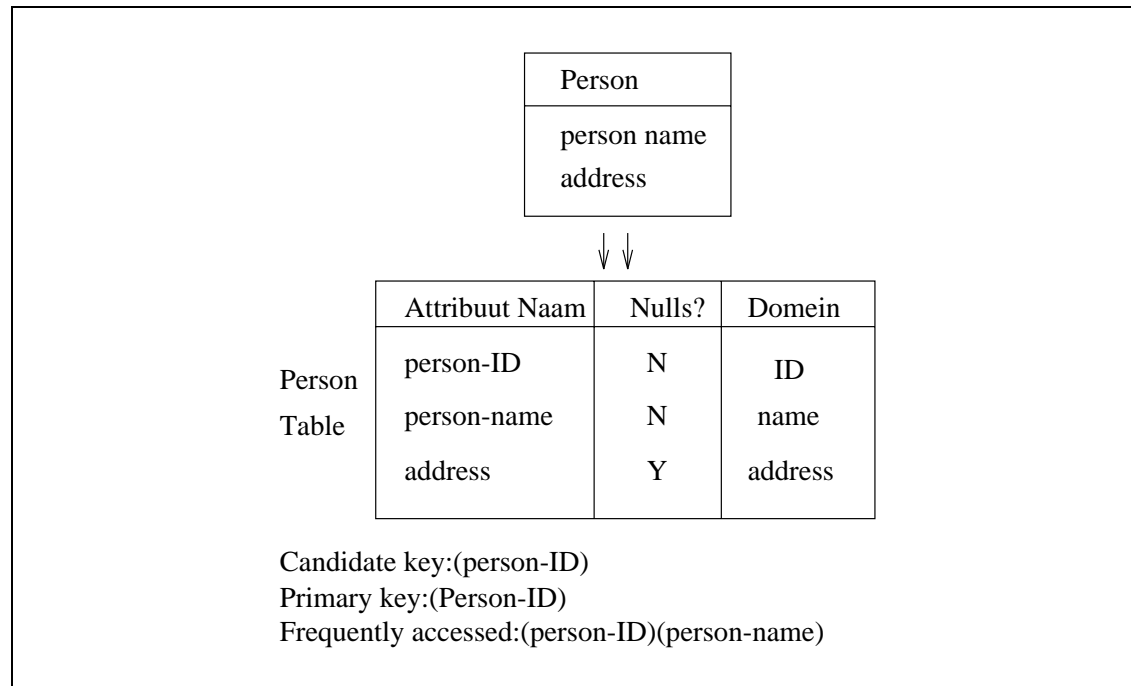 Person
person name
address
Attribuut Naam Nulls? Domein
person-ID N ID
Person
Table
person-name N name
address Y address
Candidate key:(person-ID)
Primary key:(Person-ID)
Frequently accessed:(person-ID)(person-name)